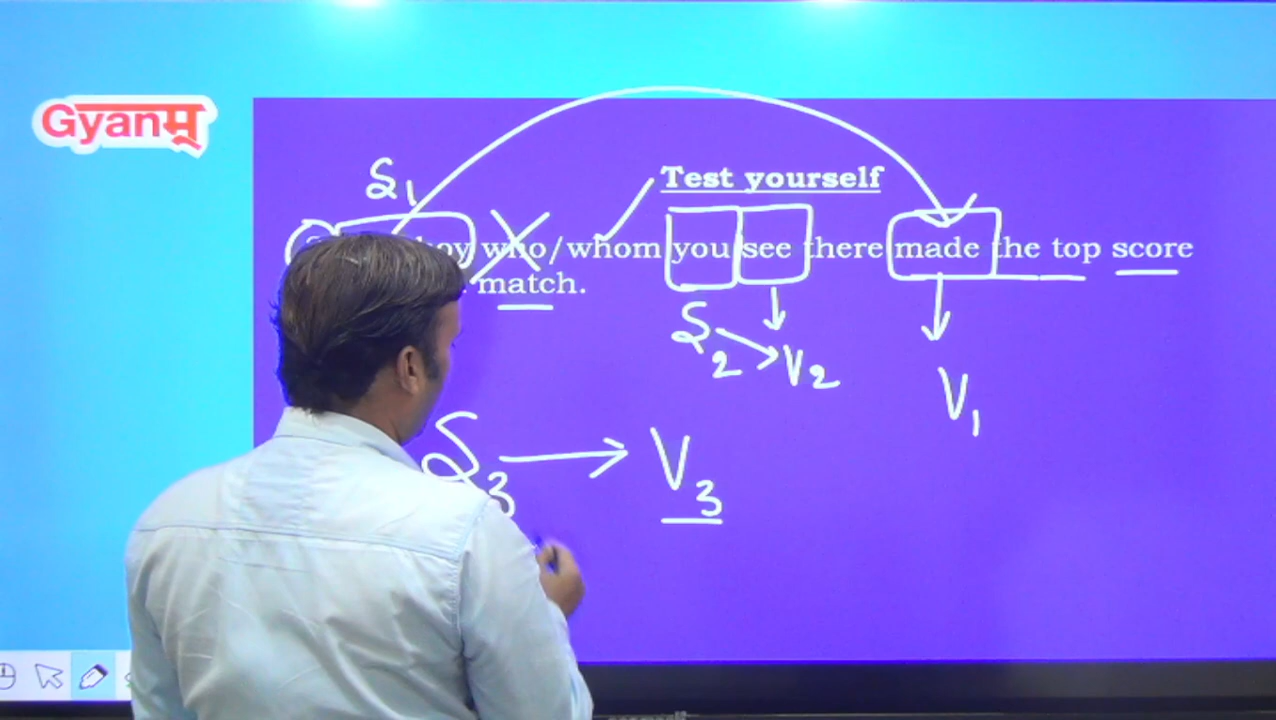 Gyanम्
Test yourself
S1
boy who/whom you see there made the top score
match.
S2 V2
V1
S3 V3